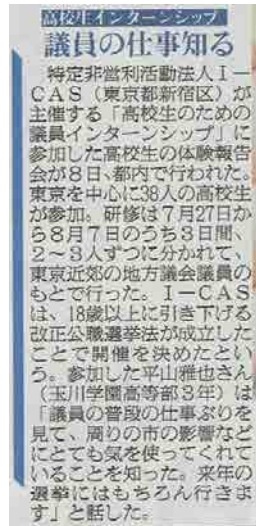 高校生インターンシップ
議員の仕事知る
特定非営利活動法人Ｉ―
ＣＡＳ（東京都新宿区）が
主催する「高校生のための
議員インターンシップ」に
参加した高校生の体験報告
会が８日、都内で行われた。
東京を中心に38人の高校生
が参加。研修は７月27日か
ら８月７日のうち３日間、
２～３人ずつに分かれて、
東京近郊の地方議会議員の
もとで行った。Ｉ―ＣＡＳ
は、18歳以上に引き下げる
改正公職選挙法が成立した
ことで開催を決めたとい
う。参加した平山雅也さん
（玉川学園高等部３年）は
「議員の普段の仕事ぶりを
見て、周りの市の影響など
にとても気を使ってくれて
いることを知った。来年の
選挙にはもちろん行きま
す」と話した。